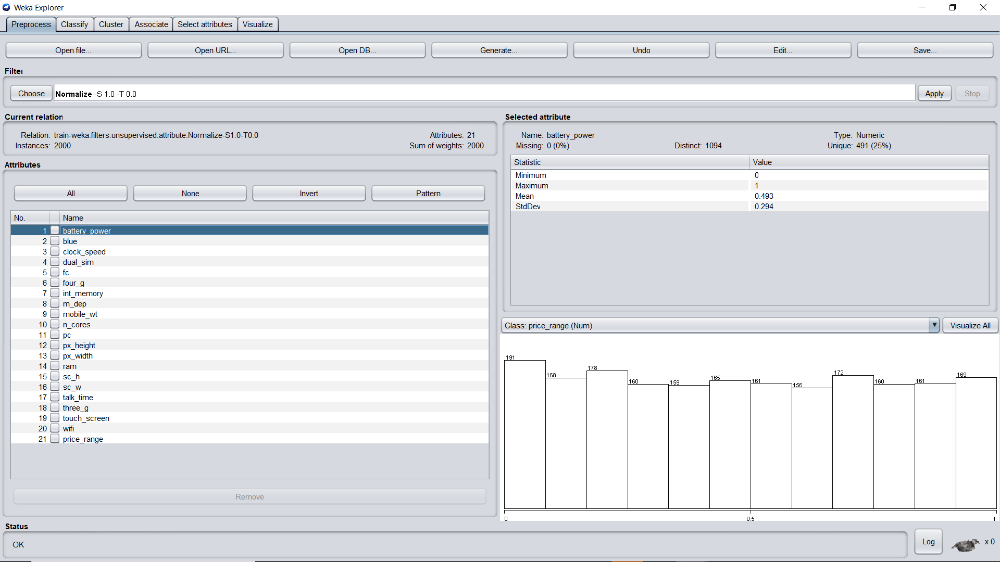 Weka Explorer
Preprocess Classify Cluster Associate Select attributes Visualize
Open file... Open URL... Open DB... Generate... Undo Edit... Save...
Filter
Choose Normalize -S 1.0 -T 0.0 Apply Stop
Current relation
Relation: train-weka.filters.unsupervised.attribute.Normalize-S1.0-T0.0 Attributes: 21
Instances: 2000 Sum of weights: 2000
Attributes
All None Invert Pattern
No. Name
1 battery_power
2 blue
3 clock_speed
4 dual_sim
5 fc
6 four_g
7 int_memory
8 m_dep
9 mobile_wt
10 n_cores
11 pc
12 px_height
13 px_width
14 ram
15 sc_h
16 sc_w
17 talk_time
18 three_g
19 touch_screen
20 wifi
21 price_range
Remove
Selected attribute
Name: battery_power Type: Numeric
Missing: 0 (0%) Distinct: 1094 Unique: 491 (25%)
Statistic Value
Minimum 0
Maximum 1
Mean 0.493
StdDev 0.294
Class: price_range (Num) Visualize All
191 168 178 160 159 165 161 156 172 160 161 169
0 0.5 1
Status
OK Log x 0